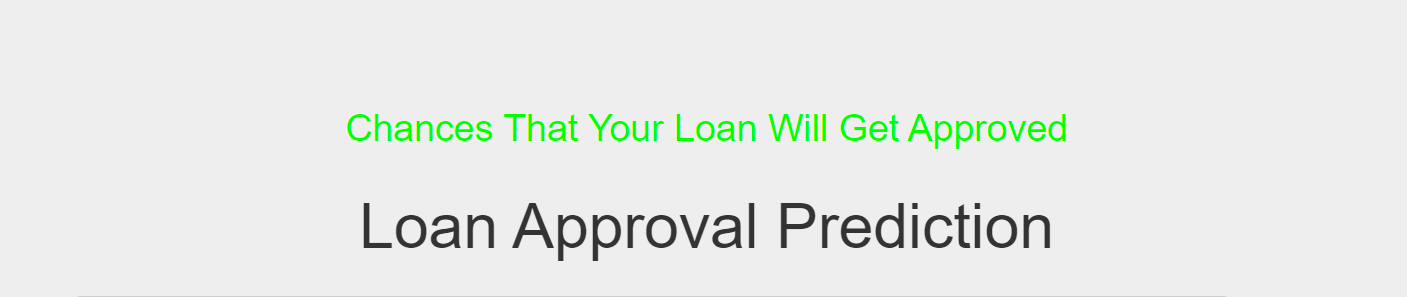 Chances That Your Loan Will Get Approved
Loan Approval Prediction